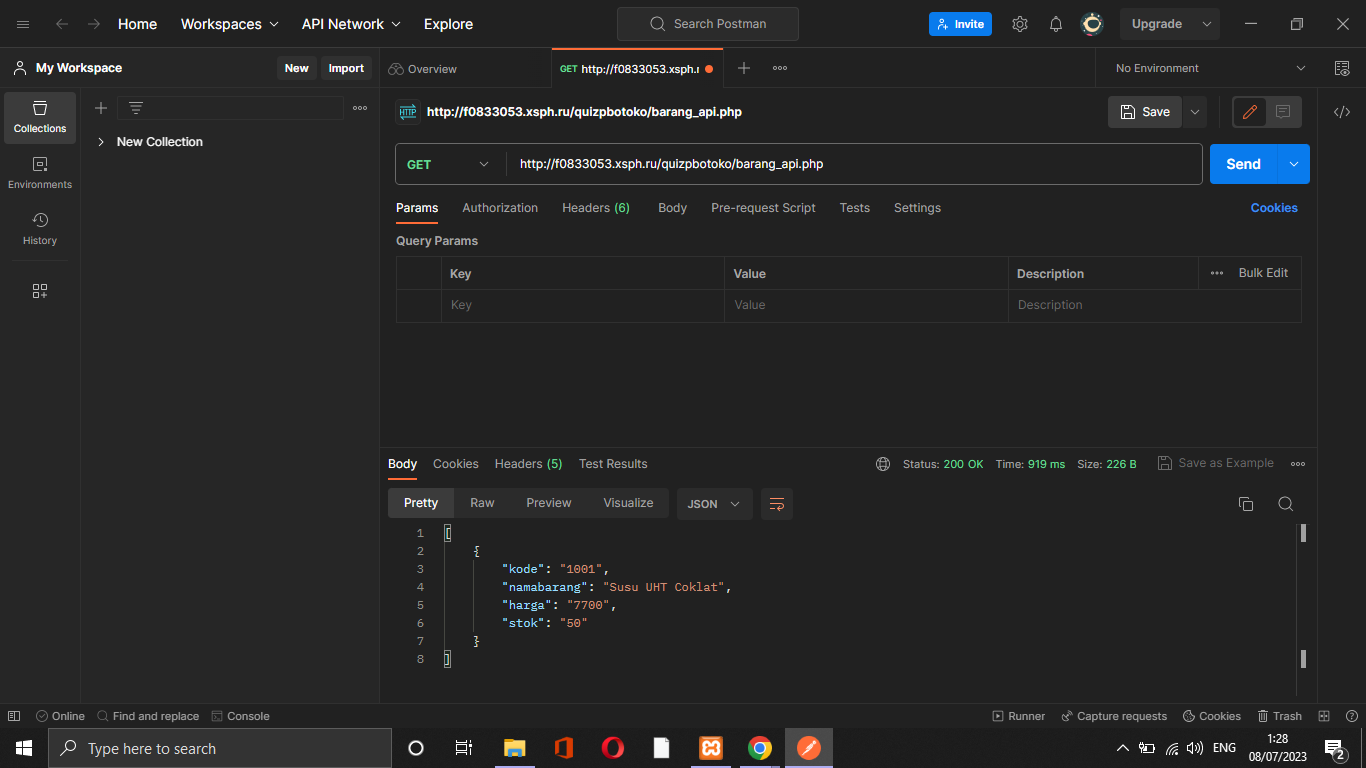 Home
Workspaces
API Network
Explore
Search Postman
Invite
Upgrade
My Workspace
New
Import
Overview
GET http://f0833053.xsph.r
No Environment
Collections
New Collection
http://f0833053.xsph.ru/quizpbotoko/barang_api.php
Save
HTTP
GET
http://f0833053.xsph.ru/quizpbotoko/barang_api.php
Send
Environments
History
Params
Authorization
Headers (6)
Body
Pre-request Script
Tests
Settings
Cookies
Query Params
Key
Value
Description
Bulk Edit
Key
Value
Description
Body
Cookies
Headers (5)
Test Results
Status: 200 OK
Time: 919 ms
Size: 226 B
Save as Example
Pretty
Raw
Preview
Visualize
JSON
1 [
2 {
3 "kode": "1001",
4 "namabarang": "Susu UHT Coklat",
5 "harga": "7700",
6 "stok": "50"
7 }
8 ]
Online
Find and replace
Console
Runner
Capture requests
Cookies
Trash
Type here to search
ENG
1:28
08/07/2023
2